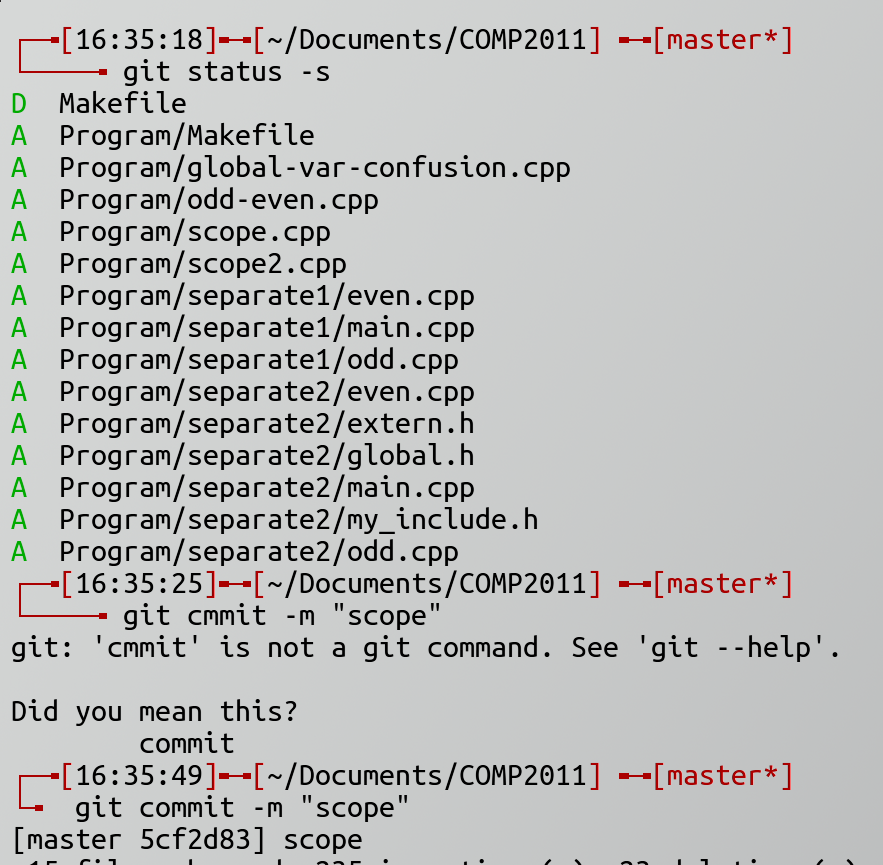 [16:35:18] [~/Documents/COMP2011] [master*]
git status -s
D  Makefile
A  Program/Makefile
A  Program/global-var-confusion.cpp
A  Program/odd-even.cpp
A  Program/scope.cpp
A  Program/scope2.cpp
A  Program/separate1/even.cpp
A  Program/separate1/main.cpp
A  Program/separate1/odd.cpp
A  Program/separate2/even.cpp
A  Program/separate2/extern.h
A  Program/separate2/global.h
A  Program/separate2/main.cpp
A  Program/separate2/my_include.h
A  Program/separate2/odd.cpp
[16:35:25] [~/Documents/COMP2011] [master*]
git cmmit -m "scope"
git: 'cmmit' is not a git command. See 'git --help'.
Did you mean this?
commit
[16:35:49] [~/Documents/COMP2011] [master*]
git commit -m "scope"
[master 5cf2d83] scope